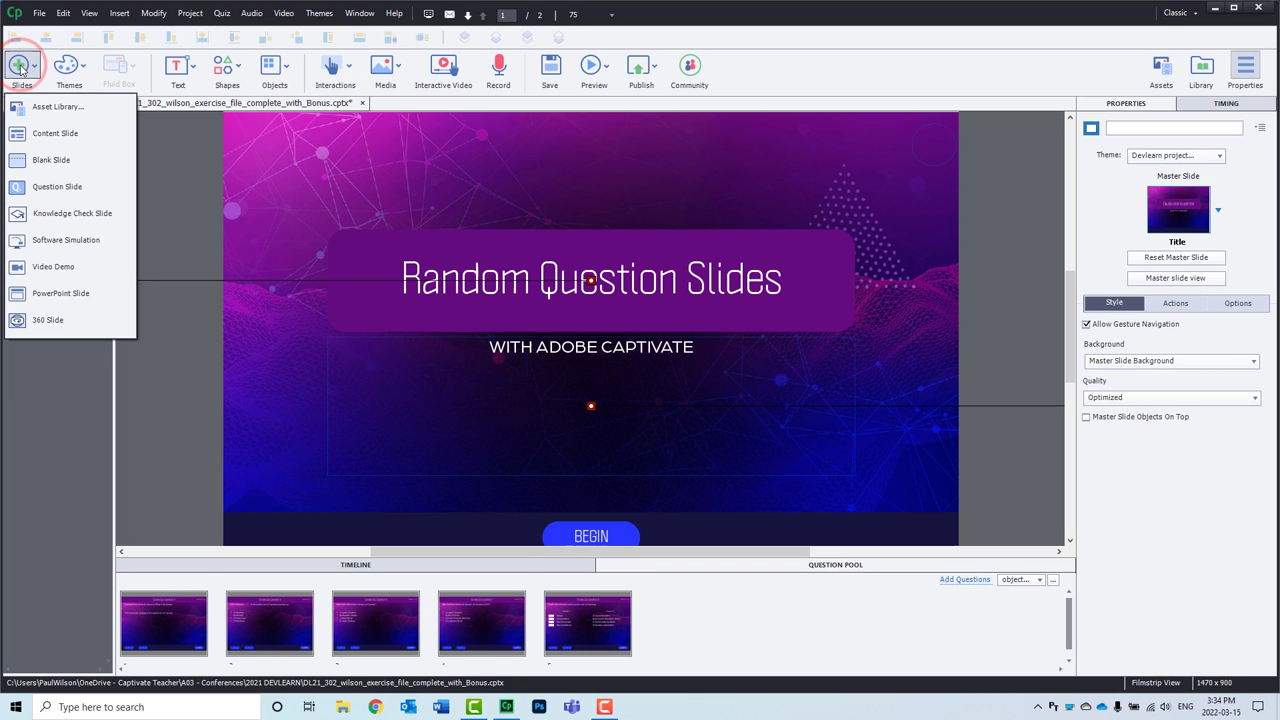 Cp File Edit View Insert Modify Project Quiz Audio Video Themes Window Help 1 / 2 75 Classic
Slides Themes Fluid Box Text Shapes Objects Interactions Media Interactive Video Record Save Preview Publish Community Assets Library Properties
L21_302_wilson_exercise_file_complete_with_Bonus.cptx*
Asset Library...
Content Slide
Blank Slide
Question Slide
Knowledge Check Slide
Software Simulation
Video Demo
PowerPoint Slide
360 Slide
Random Question Slides
WITH ADOBE CAPTIVATE
BEGIN
PROPERTIES TIMING
Theme: Devlearn project...
Master Slide
Title
Reset Master Slide
Master slide view
Style Actions Options
Allow Gesture Navigation
Background
Master Slide Background
Quality
Optimized
Master Slide Objects On Top
TIMELINE QUESTION POOL
Add Questions object... ...
C:\Users\PaulWilson\OneDrive - Captivate Teacher\A03 - Conferences\2021 DEVLEARN\DL21_302_wilson_exercise_file_complete_with_Bonus.cptx Filmstrip View 1470 x 900
Type here to search
ENG
3:34 PM
2022-03-15